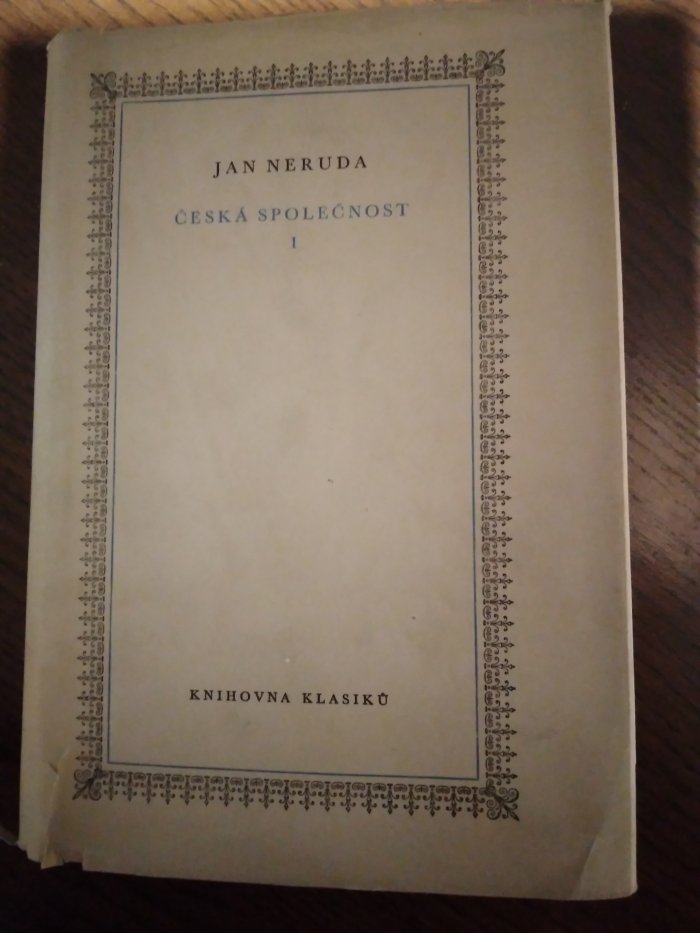 JAN NERUDA
ČESKÁ SPOLEČNOST
I
KNIHOVNA KLASIKŮ